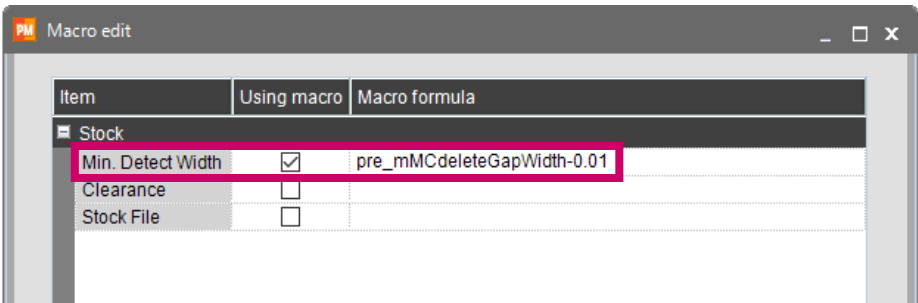 PM Macro edit
Item Using macro Macro formula
Stock
Min. Detect Width pre_mMCdeleteGapWidth-0.01
Clearance
Stock File